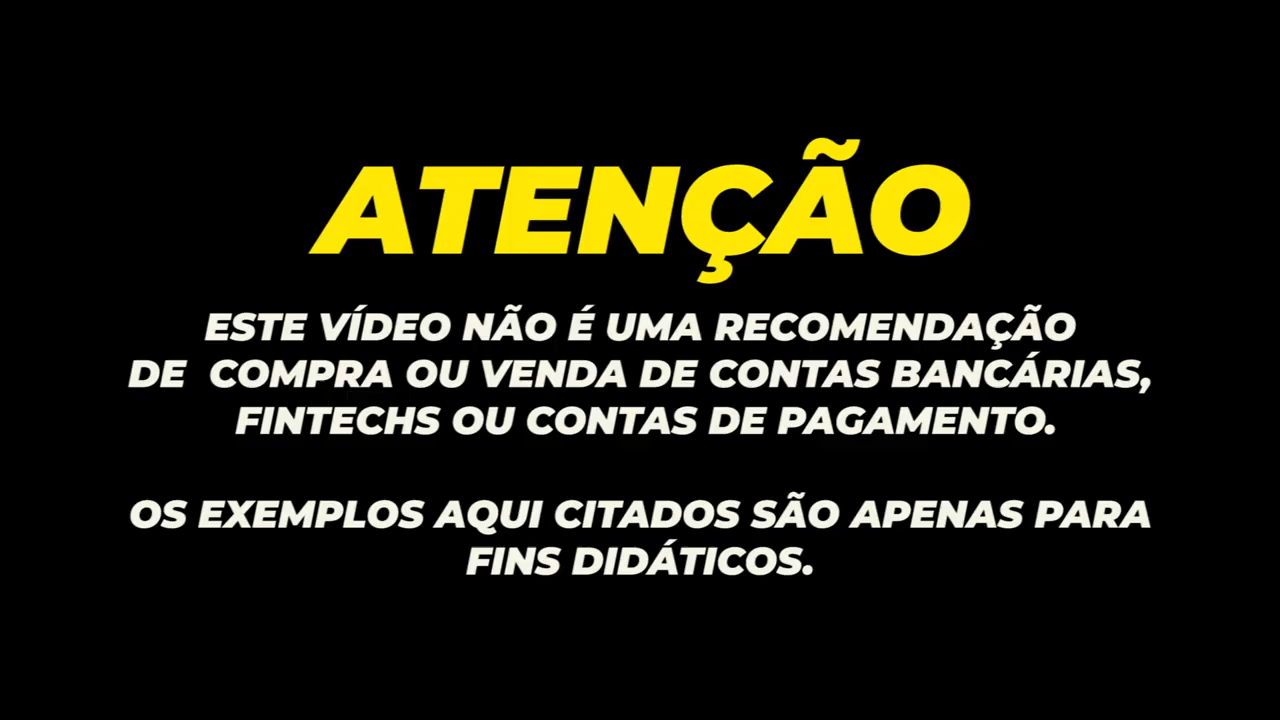 ATENÇÃO
ESTE VÍDEO NÃO É UMA RECOMENDAÇÃO
DE COMPRA OU VENDA DE CONTAS BANCÁRIAS,
FINTECHS OU CONTAS DE PAGAMENTO.
OS EXEMPLOS AQUI CITADOS SÃO APENAS PARA
FINS DIDÁTICOS.